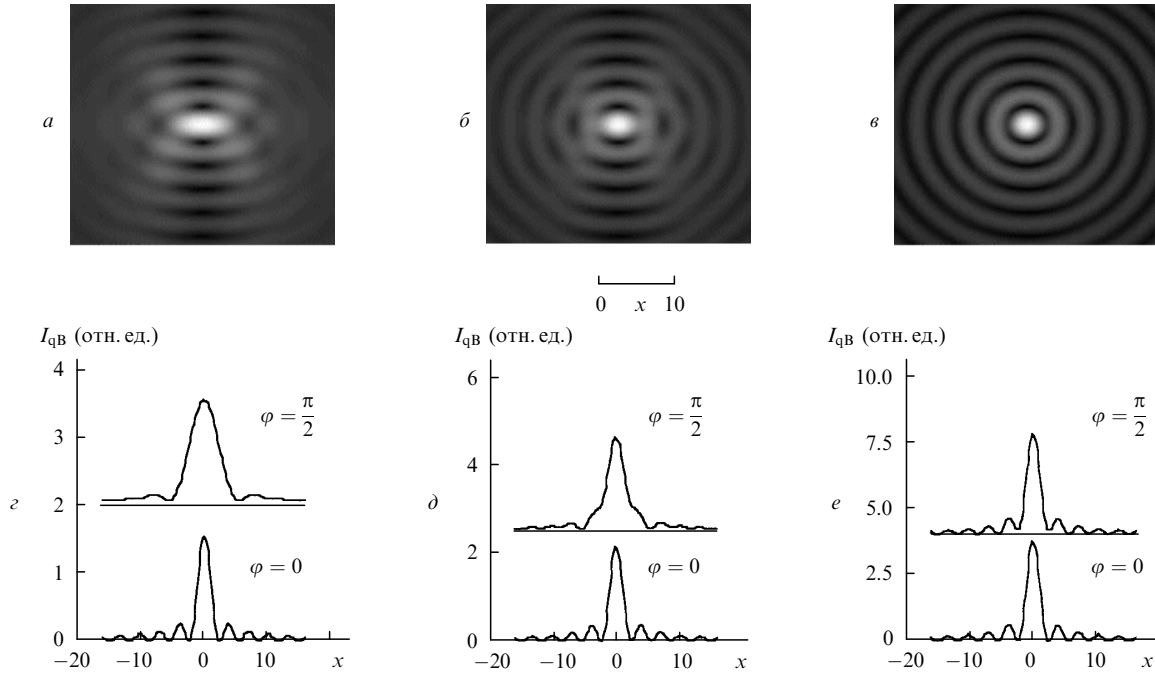 а
б
в
0 x 10
I_qB (отн. ед.)
4
3
2
1
0
φ = π/2
φ = 0
−20 −10 0 10 x
г
I_qB (отн. ед.)
6
4
2
0
φ = π/2
φ = 0
−20 −10 0 10 x
д
I_qB (отн. ед.)
10.0
7.5
5.0
2.5
0
φ = π/2
φ = 0
−20 −10 0 10 x
е